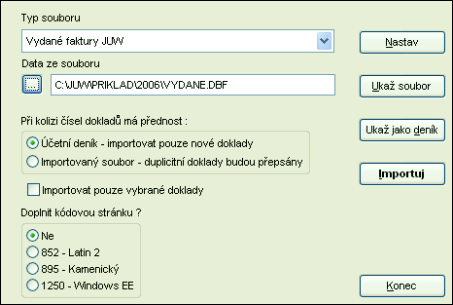 Typ souboru
Vydané faktury JUW
Nastav
Data ze souboru
...
C:\JUW\PRIKLAD\2006\VYDANE.DBF
Ukaž soubor
Při kolizi čísel dokladů má přednost :
Ukaž jako deník
Účetní deník - importovat pouze nové doklady
Importovaný soubor - duplicitní doklady budou přepsány
Importuj
Importovat pouze vybrané doklady
Doplnit kódovou stránku ?
Ne
852 - Latin 2
895 - Kamenický
1250 - Windows EE
Konec